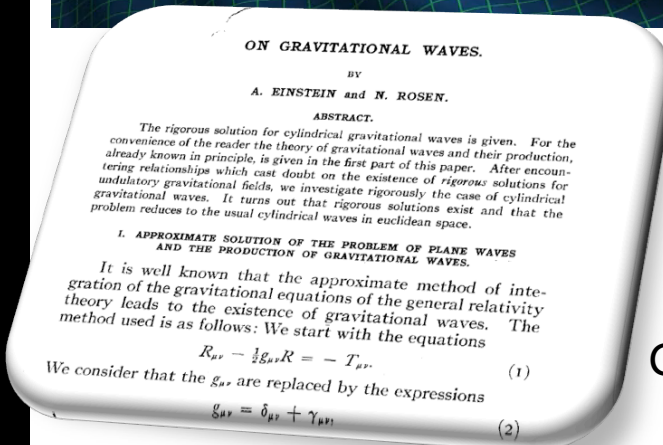 ON GRAVITATIONAL WAVES.
BY
A. EINSTEIN and N. ROSEN.
ABSTRACT.
The rigorous solution for cylindrical gravitational waves is given. For the
convenience of the reader the theory of gravitational waves and their production,
already known in principle, is given in the first part of this paper. After encoun-
tering relationships which cast doubt on the existence of rigorous solutions for
undulatory gravitational fields, we investigate rigorously the case of cylindrical
gravitational waves. It turns out that rigorous solutions exist and that the
problem reduces to the usual cylindrical waves in euclidean space.
I. APPROXIMATE SOLUTION OF THE PROBLEM OF PLANE WAVES
AND THE PRODUCTION OF GRAVITATIONAL WAVES.
It is well known that the approximate method of inte-
gration of the gravitational equations of the general relativity
theory leads to the existence of gravitational waves. The
method used is as follows: We start with the equations
Rμν − ½gμνR = − Tμν. (1)
We consider that the gμν are replaced by the expressions
gμν = δμν + γμν, (2)